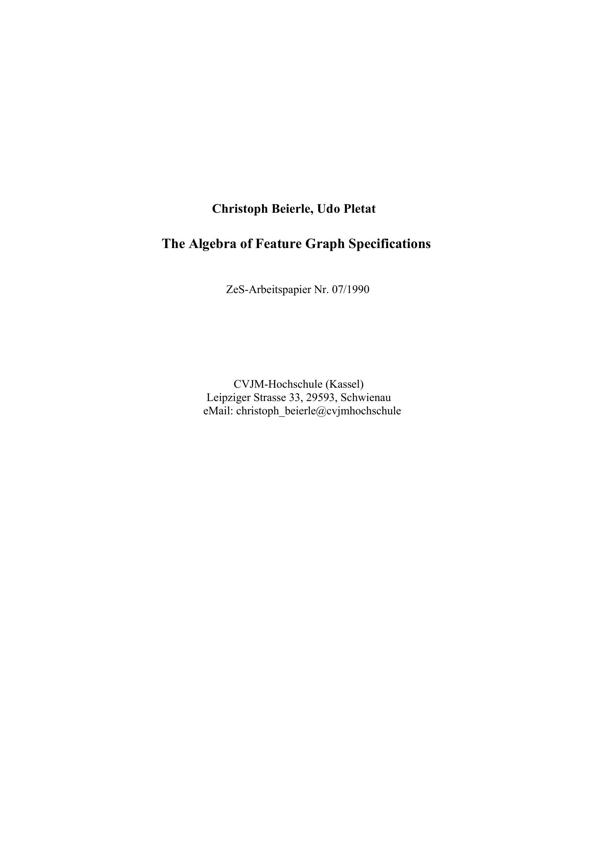 Christoph Beierle, Udo Pletat
The Algebra of Feature Graph Specifications
ZeS-Arbeitspapier Nr. 07/1990
CVJM-Hochschule (Kassel)
Leipziger Strasse 33, 29593, Schwienau
eMail: christoph_beierle@cvjmhochschule